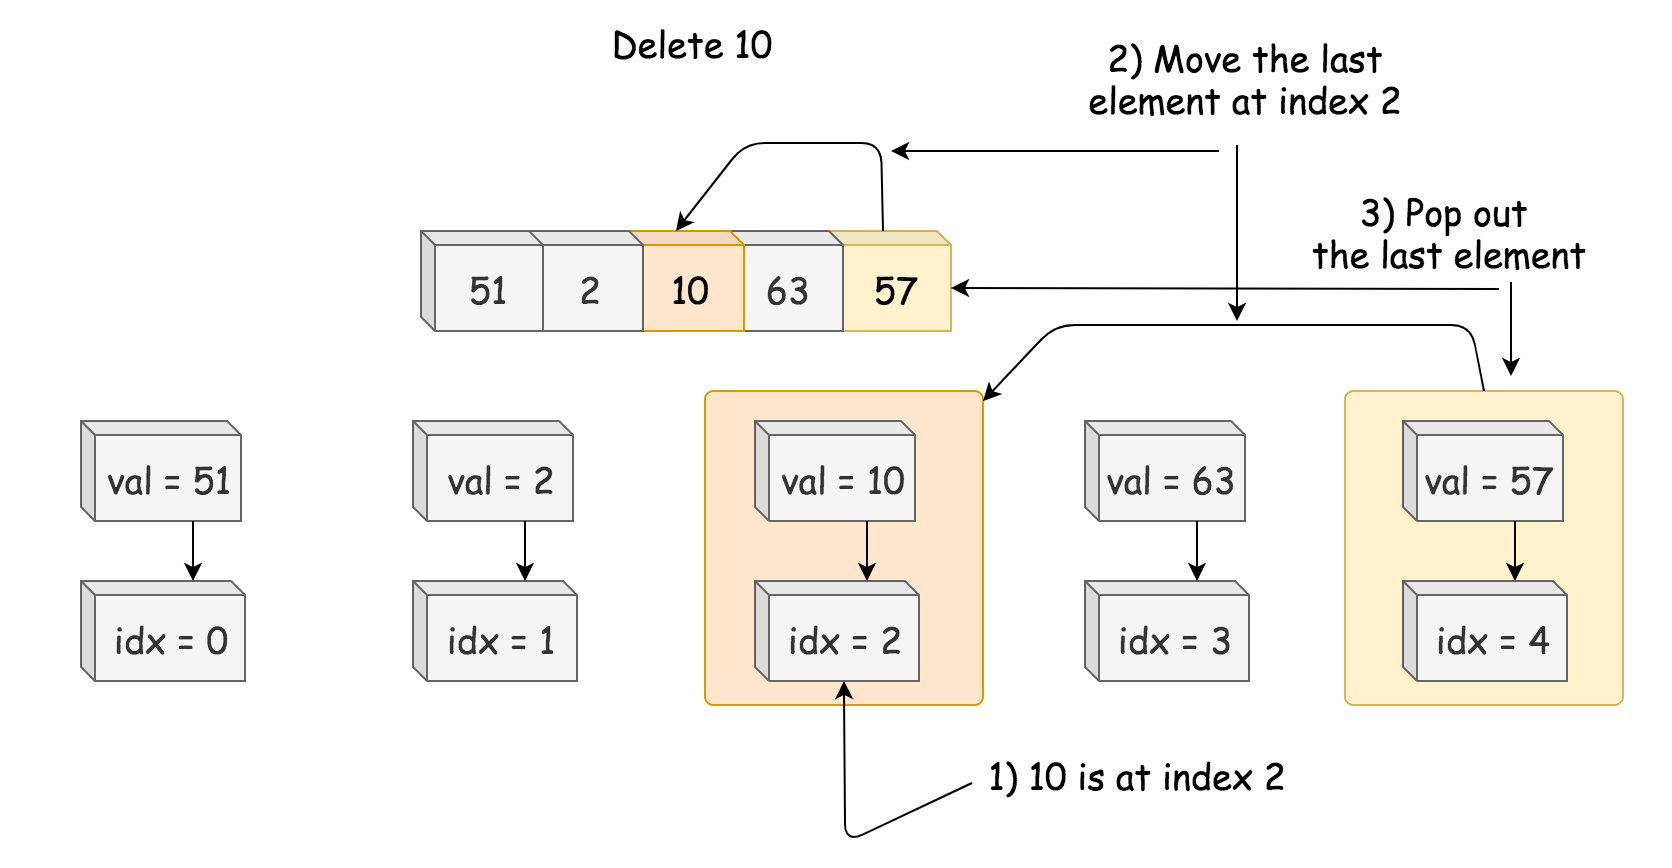 Delete 10
2) Move the last
element at index 2
3) Pop out
the last element
51 2 10 63 57
val = 51 val = 2 val = 10 val = 63 val = 57
idx = 0 idx = 1 idx = 2 idx = 3 idx = 4
1) 10 is at index 2